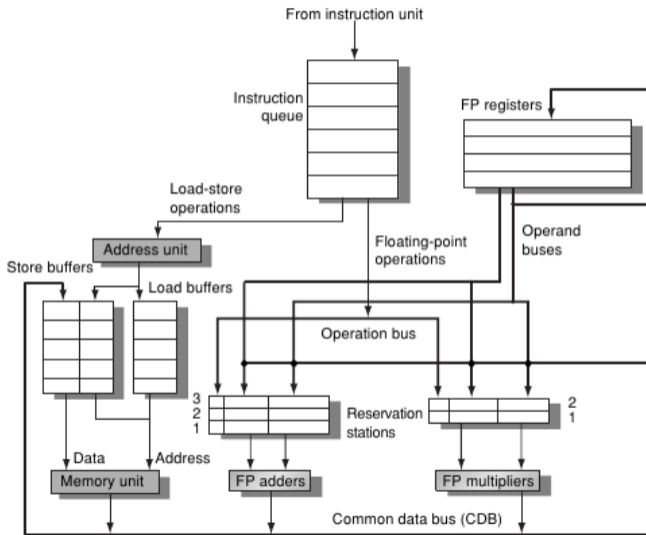 From instruction unit
Instruction
queue
FP registers
Load-store
operations
Address unit
Floating-point
operations
Operand
buses
Store buffers
Load buffers
Operation bus
3
2
1
Reservation
stations
2
1
Data
Address
Memory unit
FP adders
FP multipliers
Common data bus (CDB)